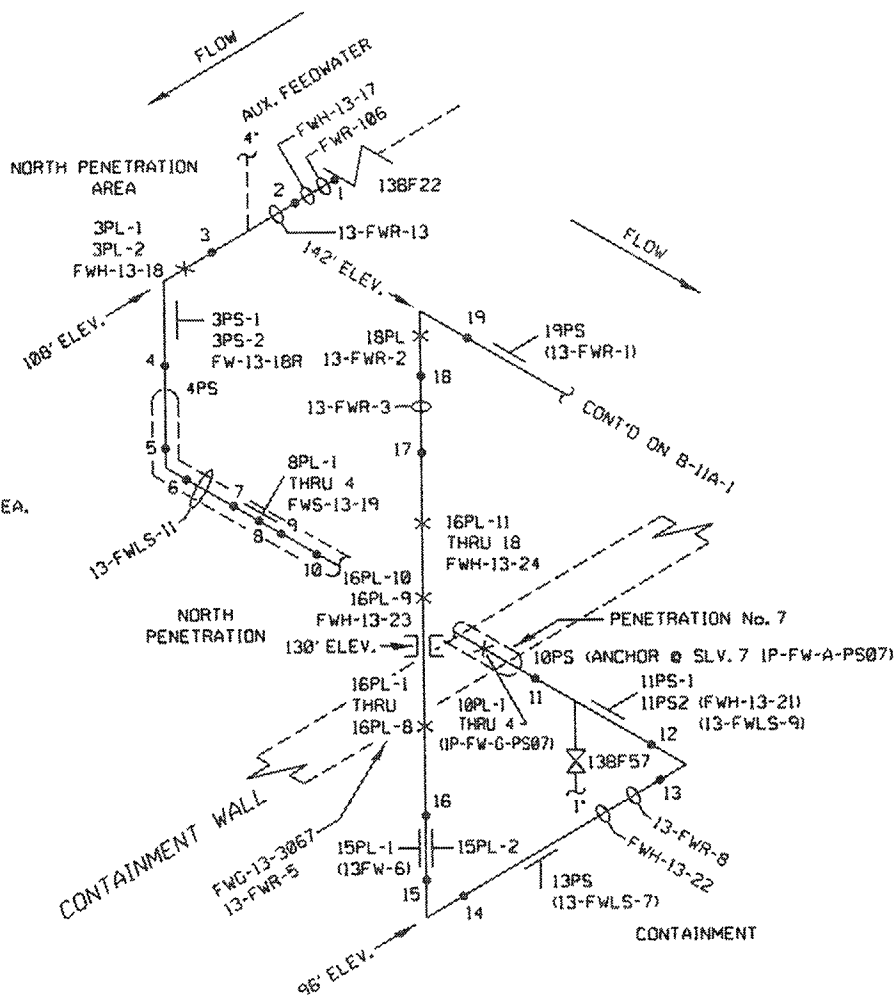 FLOW
AUX. FEEDWATER
4"
FWH-13-17
FWR-106
NORTH PENETRATION
AREA
1
2
13BF22
3PL-1
3PL-2
FWH-13-18
3
13-FWR-13
142' ELEV.
FLOW
108' ELEV.
3PS-1
3PS-2
FW-13-18R
18PL
13-FWR-2
19
19PS
(13-FWR-1)
4
4PS
18
13-FWR-3
CONT'D ON B-11A-1
5
17
6
7
8PL-1
THRU 4
FWS-13-19
EA.
8
9
10
13-FWLS-11
16PL-11
THRU 18
FWH-13-24
16PL-10
16PL-9
FWH-13-23
NORTH
PENETRATION
PENETRATION No. 7
130' ELEV.
10PS (ANCHOR @ SLV. 7 1P-FW-A-PS07)
11
16PL-1
THRU
16PL-8
10PL-1
THRU 4
(1P-FW-G-PS07)
11PS-1
11PS2 (FWH-13-21)
(13-FWLS-9)
12
13BF57
1"
13
16
CONTAINMENT WALL
FWG-13-3067
13-FWR-5
15PL-1
(13FW-6)
15PL-2
13-FWR-8
FWH-13-22
15
14
13PS
(13-FWLS-7)
CONTAINMENT
96' ELEV.